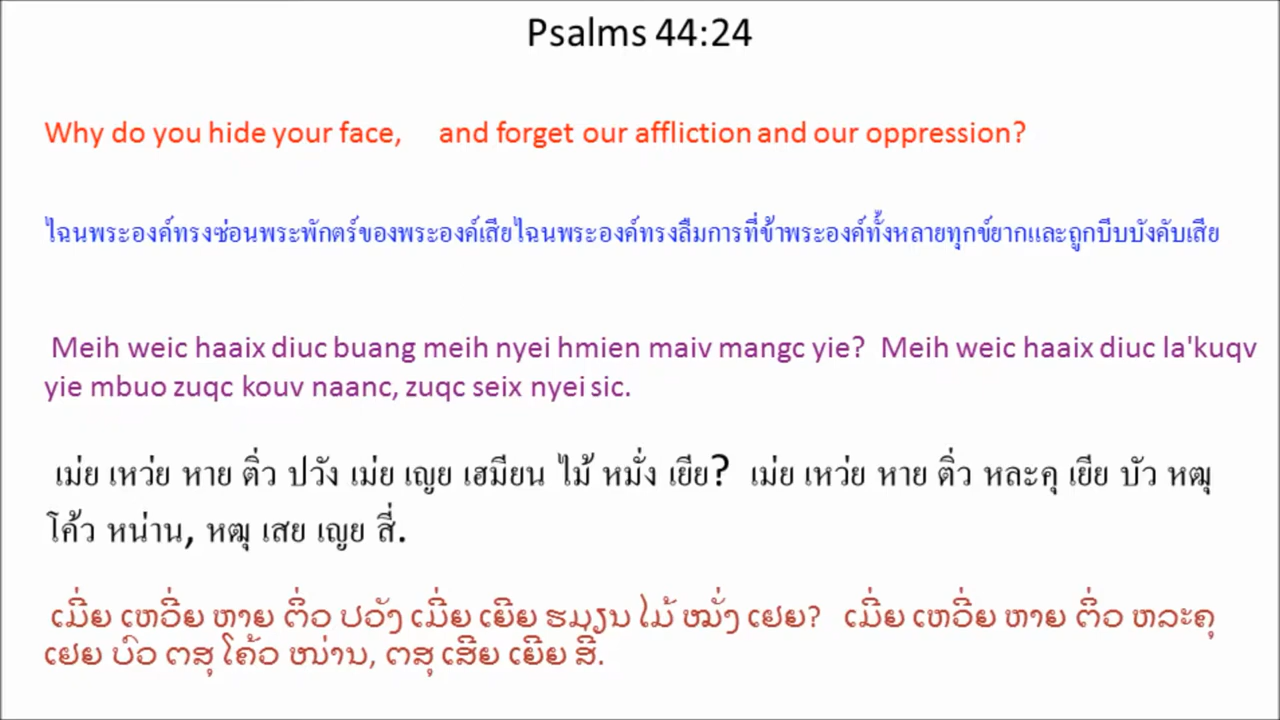 Psalms 44:24
Why do you hide your face, and forget our affliction and our oppression?
ไฉนพระองค์ทรงซ่อนพระพักตร์ของพระองค์เสียไฉนพระองค์ทรงลืมการที่ข้าพระองค์ทั้งหลายทุกข์ยากและถูกบีบบังคับเสีย
Meih weic haaix diuc buang meih nyei hmien maiv mangc yie? Meih weic haaix diuc la'kuqv
yie mbuo zuqc kouv naanc, zuqc seix nyei sic.
เม่ย เหว่ย หาย ติ่ว ปวัง เม่ย เญย เฮมียน ไม้ หมั่ง เยีย? เม่ย เหว่ย หาย ติ่ว หละคุ เยีย บัว หฒุ
โค้ว หน่าน, หฒุ เสย เญย สี่.
ເມີ່ຍ ເຫວີ່ຍ ຫາຍ ຕິ່ວ ປວັງ ເມີ່ຍ ເຍີຍ ຮມຽນ ໄມ້ ໝັ່ງ ເຢຍ? ເມີ່ຍ ເຫວີ່ຍ ຫາຍ ຕິ່ວ ຫລະຄຸ
ເຢຍ ບົວ ຕສຸ ໂຄ້ວ ໜ່ານ, ຕສຸ ເສີຍ ເຍີຍ ສີ່.